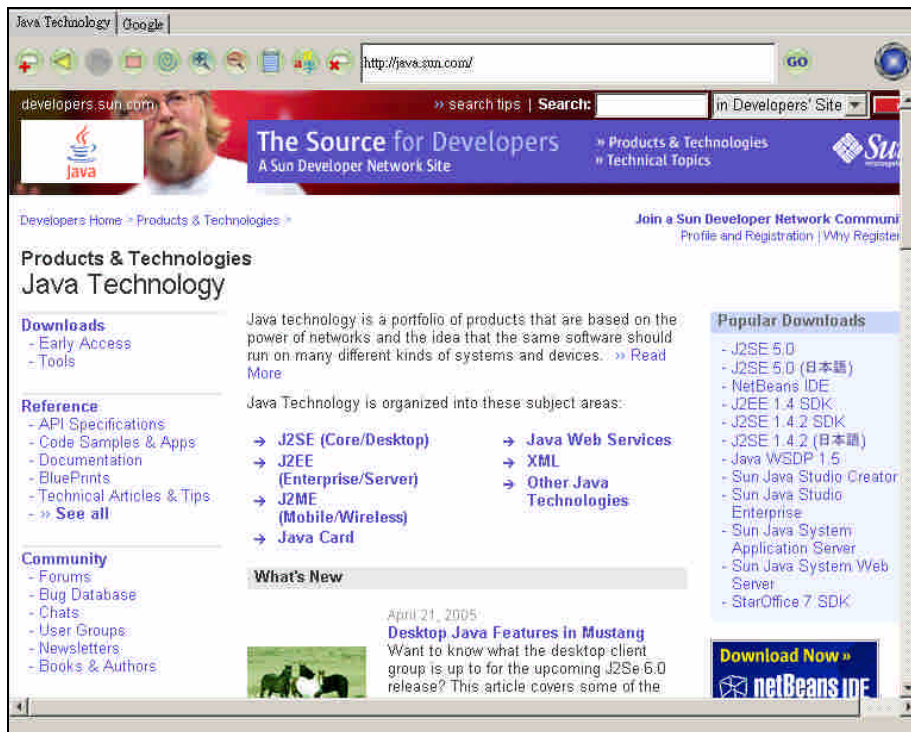 Java Technology Google
http://java.sun.com/ GO
developers.sun.com
» search tips | Search: in Developers' Site
Java
The Source for Developers
A Sun Developer Network Site
» Products & Technologies
» Technical Topics
Sun
Developers Home > Products & Technologies >
Join a Sun Developer Network Communi
Profile and Registration | Why Register
Products & Technologies
Java Technology
Downloads
- Early Access
- Tools
Reference
- API Specifications
- Code Samples & Apps
- Documentation
- BluePrints
- Technical Articles & Tips
- » See all
Community
- Forums
- Bug Database
- Chats
- User Groups
- Newsletters
- Books & Authors
Java technology is a portfolio of products that are based on the
power of networks and the idea that the same software should
run on many different kinds of systems and devices. » Read
More
Java Technology is organized into these subject areas:
→ J2SE (Core/Desktop)
→ J2EE
(Enterprise/Server)
→ J2ME
(Mobile/Wireless)
→ Java Card
→ Java Web Services
→ XML
→ Other Java
Technologies
What's New
April 21, 2005
Desktop Java Features in Mustang
Want to know what the desktop client
group is up to for the upcoming J2Se 6.0
release? This article covers some of the
Popular Downloads
- J2SE 5.0
- J2SE 5.0 (日本語)
- NetBeans IDE
- J2EE 1.4 SDK
- J2SE 1.4.2 SDK
- J2SE 1.4.2 (日本語)
- Java WSDP 1.5
- Sun Java Studio Creator
- Sun Java Studio
Enterprise
- Sun Java System
Application Server
- Sun Java System Web
Server
- StarOffice 7 SDK
Download Now »
netBeans IDE